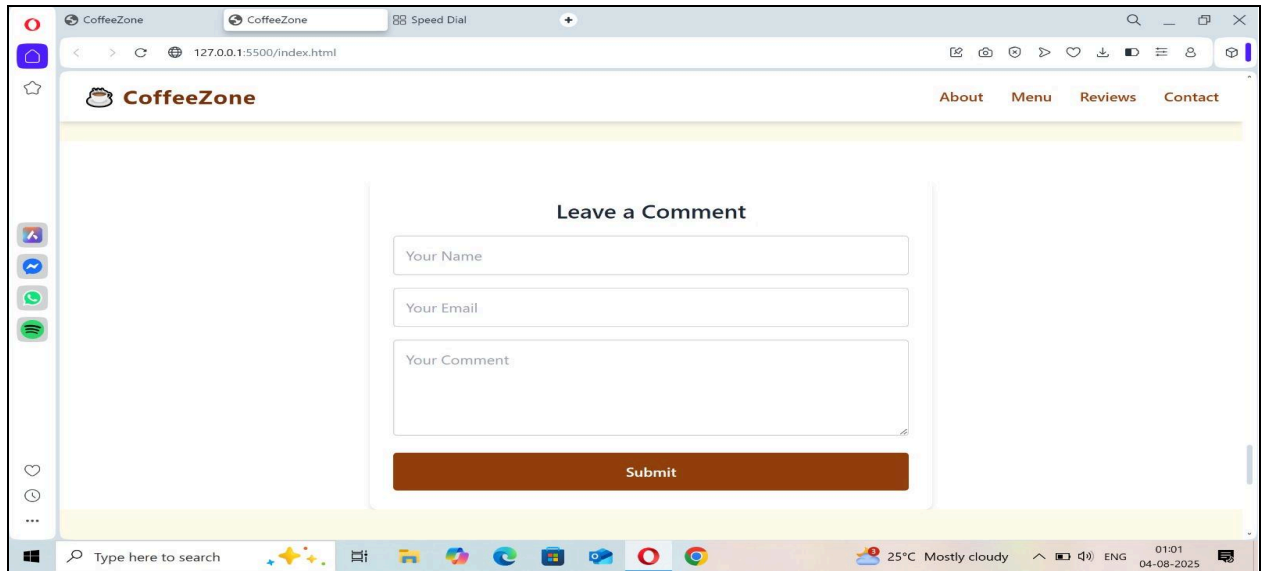 CoffeeZone CoffeeZone Speed Dial
127.0.0.1:5500/index.html
CoffeeZone About Menu Reviews Contact
Leave a Comment
Your Name
Your Email
Your Comment
Submit
Type here to search 25°C Mostly cloudy ENG 01:01
04-08-2025